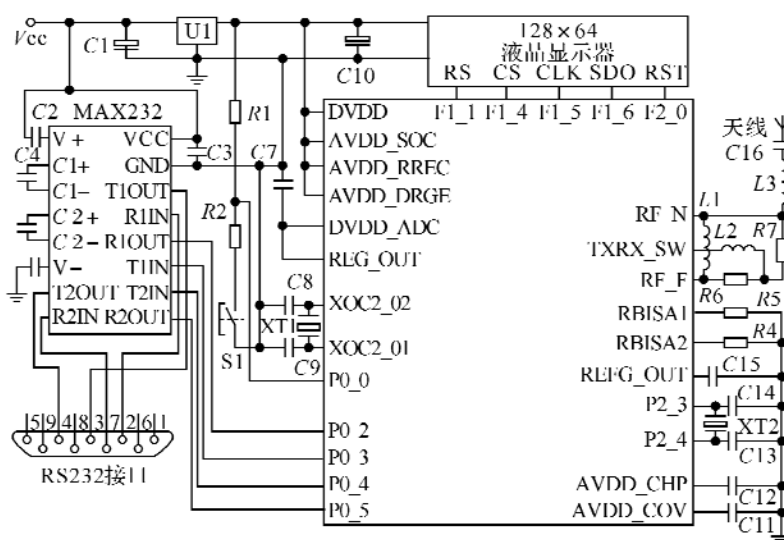 Vcc
C1
U1
C10
128×64
液晶显示器
RS CS CLK SDO RST
F1_1 F1_4 F1_5 F1_6 F2_0
C2 MAX232
V+ VCC
C3
C4
C1+ GND
C1- T1OUT
C2+ R1IN
C2- R1OUT
V- T1IN
T2OUT T2IN
R2IN R2OUT
5 9 4 8 3 7 2 6 1
RS232接口
R1
R2
C7
S1
C8
XT1
C9
DVDD
AVDD_SOC
AVDD_RREC
AVDD_DRGE
DVDD_ADC
REG_OUT
XOC2_02
XOC2_01
P0_0
P0_2
P0_3
P0_4
P0_5
RF_N
TXRX_SW
RF_F
RBISA1
RBISA2
REFG_OUT
P2_3
P2_4
AVDD_CHP
AVDD_COV
天线
C16
L3
L1
L2
R7
R6
R5
R4
C15
C14
XT2
C13
C12
C11